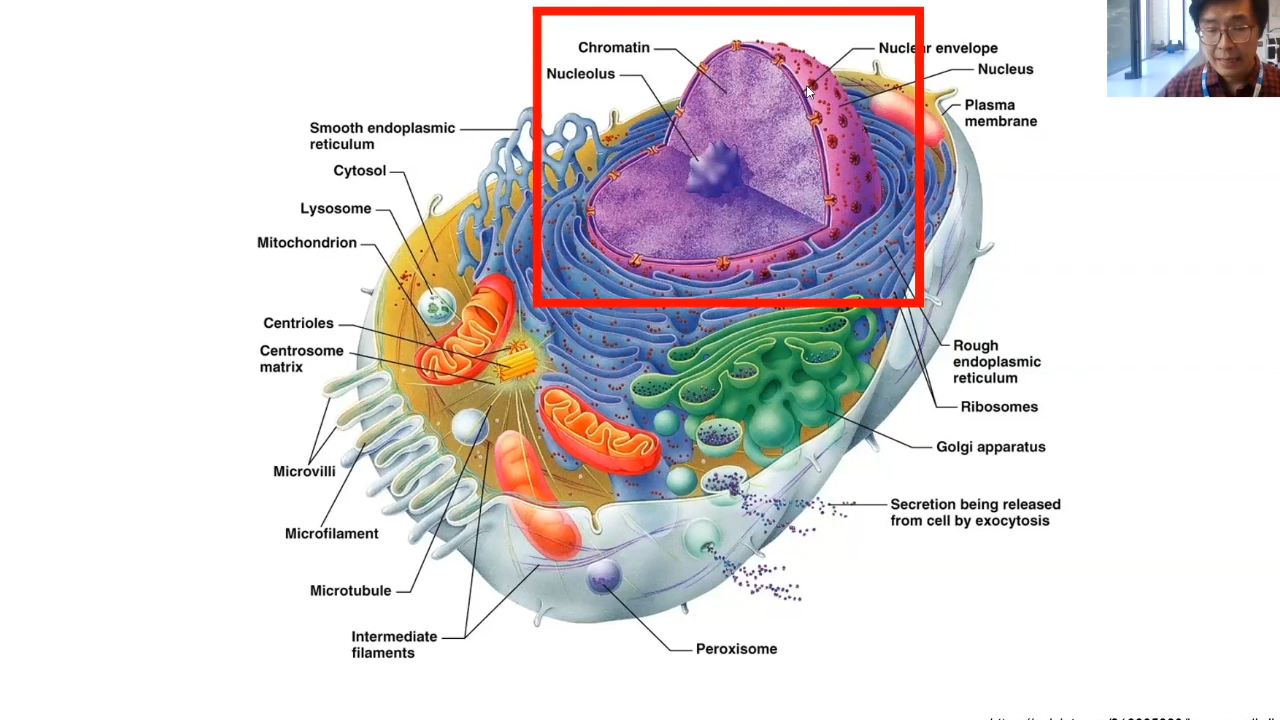 Chromatin
Nuclear envelope
Nucleolus
Nucleus
Plasma
membrane
Smooth endoplasmic
reticulum
Cytosol
Lysosome
Mitochondrion
Centrioles
Centrosome
matrix
Rough
endoplasmic
reticulum
Ribosomes
Golgi apparatus
Microvilli
Secretion being released
from cell by exocytosis
Microfilament
Microtubule
Intermediate
filaments
Peroxisome